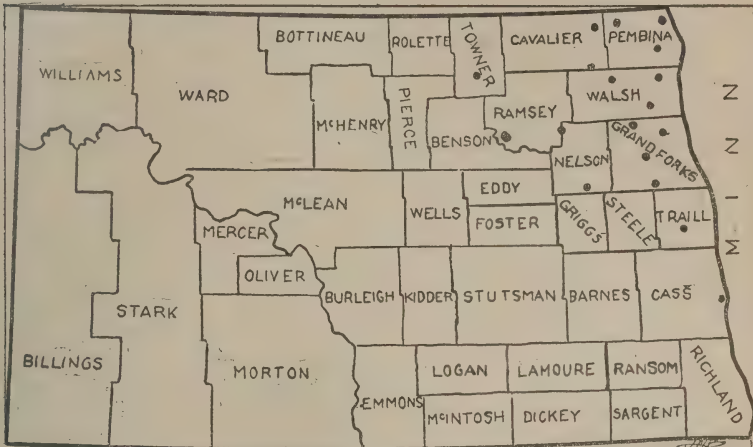 BOTTINEAU
ROLETTE
TOWNER
CAVALIER
PEMBINA
WILLIAMS
WARD
McHENRY
PIERCE
BENSON
RAMSEY
WALSH
NELSON
GRAND FORKS
McLEAN
WELLS
EDDY
FOSTER
GRIGGS
STEELE
TRAILL
MERCER
OLIVER
BURLEIGH
KIDDER
STUTSMAN
BARNES
CASS
STARK
BILLINGS
MORTON
EMMONS
LOGAN
LAMOURE
RANSOM
RICHLAND
McINTOSH
DICKEY
SARGENT
MINN